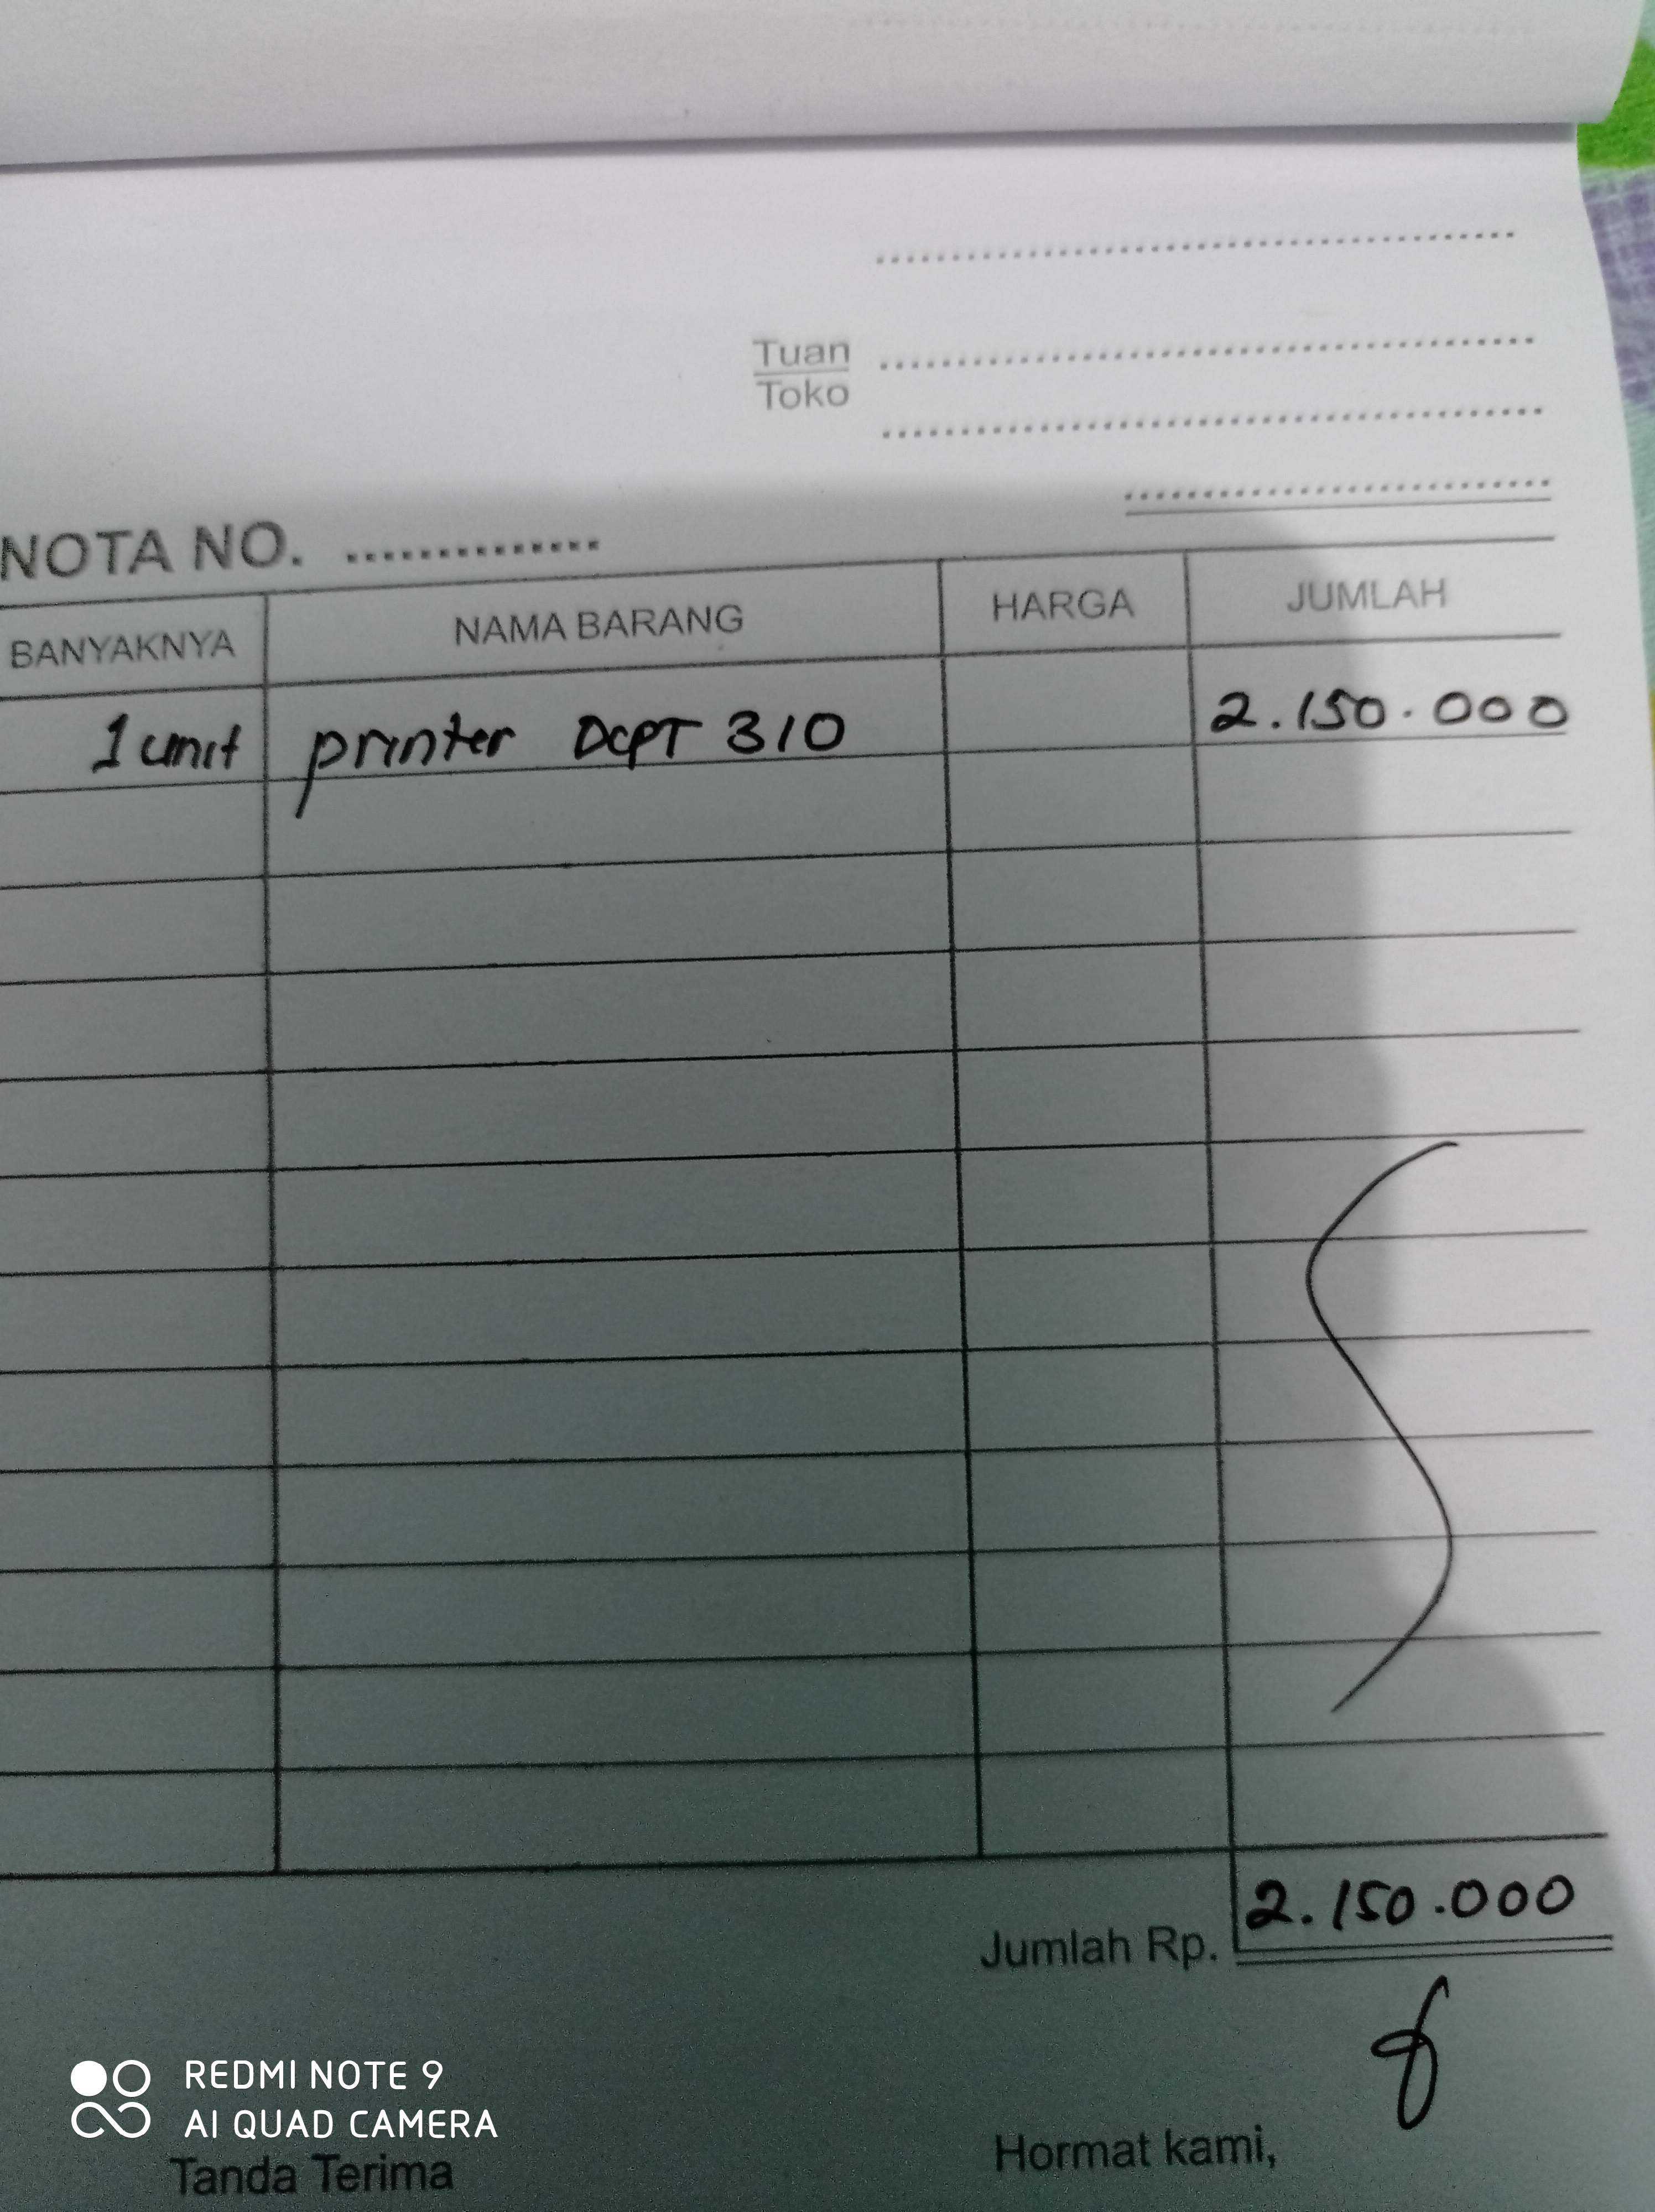 Tuan
Toko
NOTA NO.
BANYAKNYA NAMA BARANG HARGA JUMLAH
1 unit printer DCPT 310 2.150.000
Jumlah Rp. 2.150.000
REDMI NOTE 9
AI QUAD CAMERA
Tanda Terima Hormat kami,